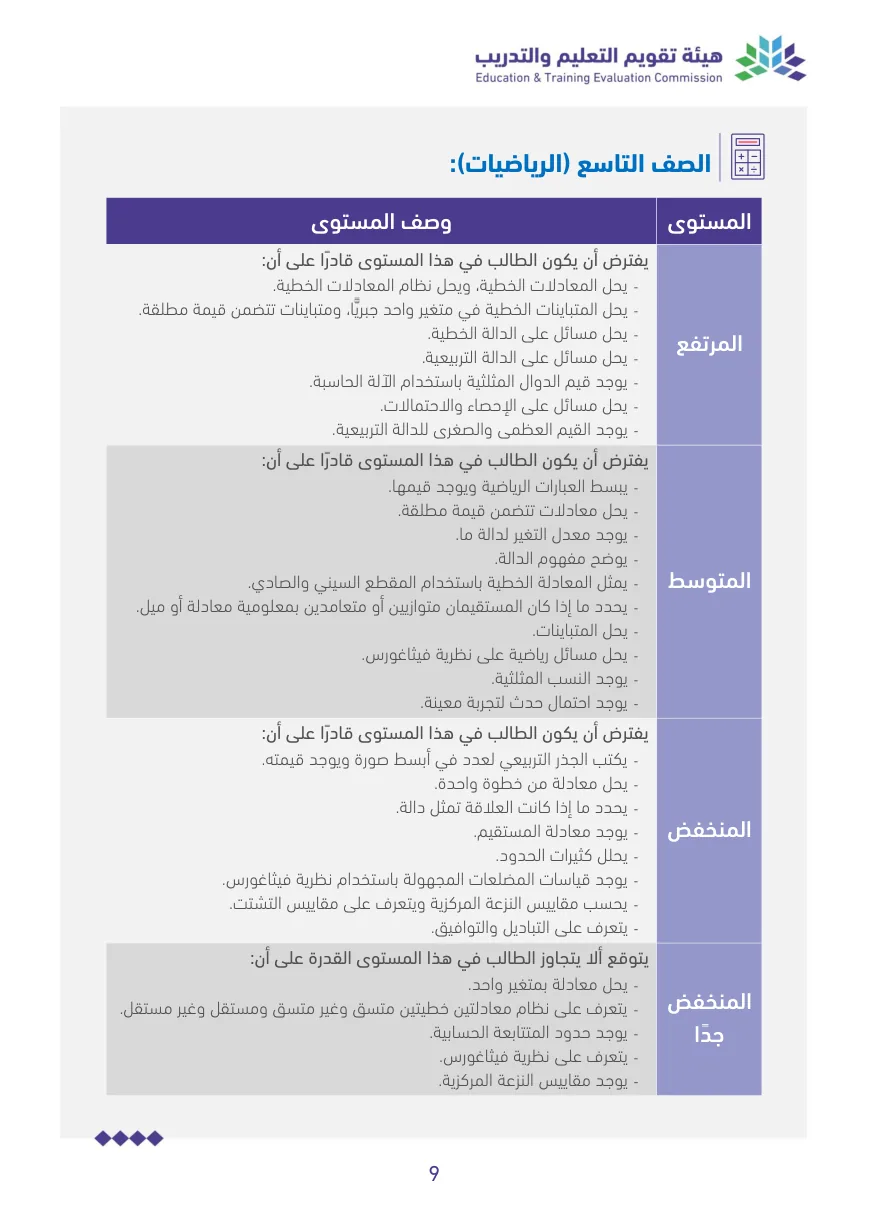 هيئة تقويم التعليم والتدريب
Education & Training Evaluation Commission
الصف التاسع (الرياضيات):
المستوى
وصف المستوى
المرتفع
يفترض أن يكون الطالب في هذا المستوى قادرًا على أن:
- يحل المعادلات الخطية، ويحل نظام المعادلات الخطية.
- يحل المتباينات الخطية في متغير واحد جبريًّا، ومتباينات تتضمن قيمة مطلقة.
- يحل مسائل على الدالة الخطية.
- يحل مسائل على الدالة التربيعية.
- يوجد قيم الدوال المثلثية باستخدام الآلة الحاسبة.
- يحل مسائل على الإحصاء والاحتمالات.
- يوجد القيم العظمى والصغرى للدالة التربيعية.
المتوسط
يفترض أن يكون الطالب في هذا المستوى قادرًا على أن:
- يبسط العبارات الرياضية ويوجد قيمها.
- يحل معادلات تتضمن قيمة مطلقة.
- يوجد معدل التغير لدالة ما.
- يوضح مفهوم الدالة.
- يمثل المعادلة الخطية باستخدام المقطع السيني والصادي.
- يحدد ما إذا كان المستقيمان متوازيين أو متعامدين بمعلومية معادلة أو ميل.
- يحل المتباينات.
- يحل مسائل رياضية على نظرية فيثاغورس.
- يوجد النسب المثلثية.
- يوجد احتمال حدث لتجربة معينة.
المنخفض
يفترض أن يكون الطالب في هذا المستوى قادرًا على أن:
- يكتب الجذر التربيعي لعدد في أبسط صورة ويوجد قيمته.
- يحل معادلة من خطوة واحدة.
- يحدد ما إذا كانت العلاقة تمثل دالة.
- يوجد معادلة المستقيم.
- يحلل كثيرات الحدود.
- يوجد قياسات المضلعات المجهولة باستخدام نظرية فيثاغورس.
- يحسب مقاييس النزعة المركزية ويتعرف على مقاييس التشتت.
- يتعرف على التباديل والتوافيق.
المنخفض
جدًا
يتوقع ألا يتجاوز الطالب في هذا المستوى القدرة على أن:
- يحل معادلة بمتغير واحد.
- يتعرف على نظام معادلتين خطيتين متسق وغير متسق ومستقل وغير مستقل.
- يوجد حدود المتتابعة الحسابية.
- يتعرف على نظرية فيثاغورس.
- يوجد مقاييس النزعة المركزية.
9